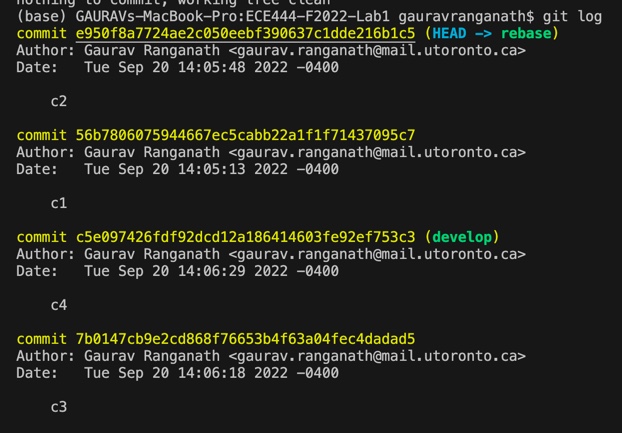 nothing to commit, working tree clean
(base) GAURAVs-MacBook-Pro:ECE444-F2022-Lab1 gauravranganath$ git log
commit e950f8a7724ae2c050eebf390637c1dde216b1c5 (HEAD -> rebase)
Author: Gaurav Ranganath <gaurav.ranganath@mail.utoronto.ca>
Date:   Tue Sep 20 14:05:48 2022 -0400
c2
commit 56b7806075944667ec5cabb22a1f1f71437095c7
Author: Gaurav Ranganath <gaurav.ranganath@mail.utoronto.ca>
Date:   Tue Sep 20 14:05:13 2022 -0400
c1
commit c5e097426fdf92dcd12a186414603fe92ef753c3 (develop)
Author: Gaurav Ranganath <gaurav.ranganath@mail.utoronto.ca>
Date:   Tue Sep 20 14:06:29 2022 -0400
c4
commit 7b0147cb9e2cd868f76653b4f63a04fec4dadad5
Author: Gaurav Ranganath <gaurav.ranganath@mail.utoronto.ca>
Date:   Tue Sep 20 14:06:18 2022 -0400
c3